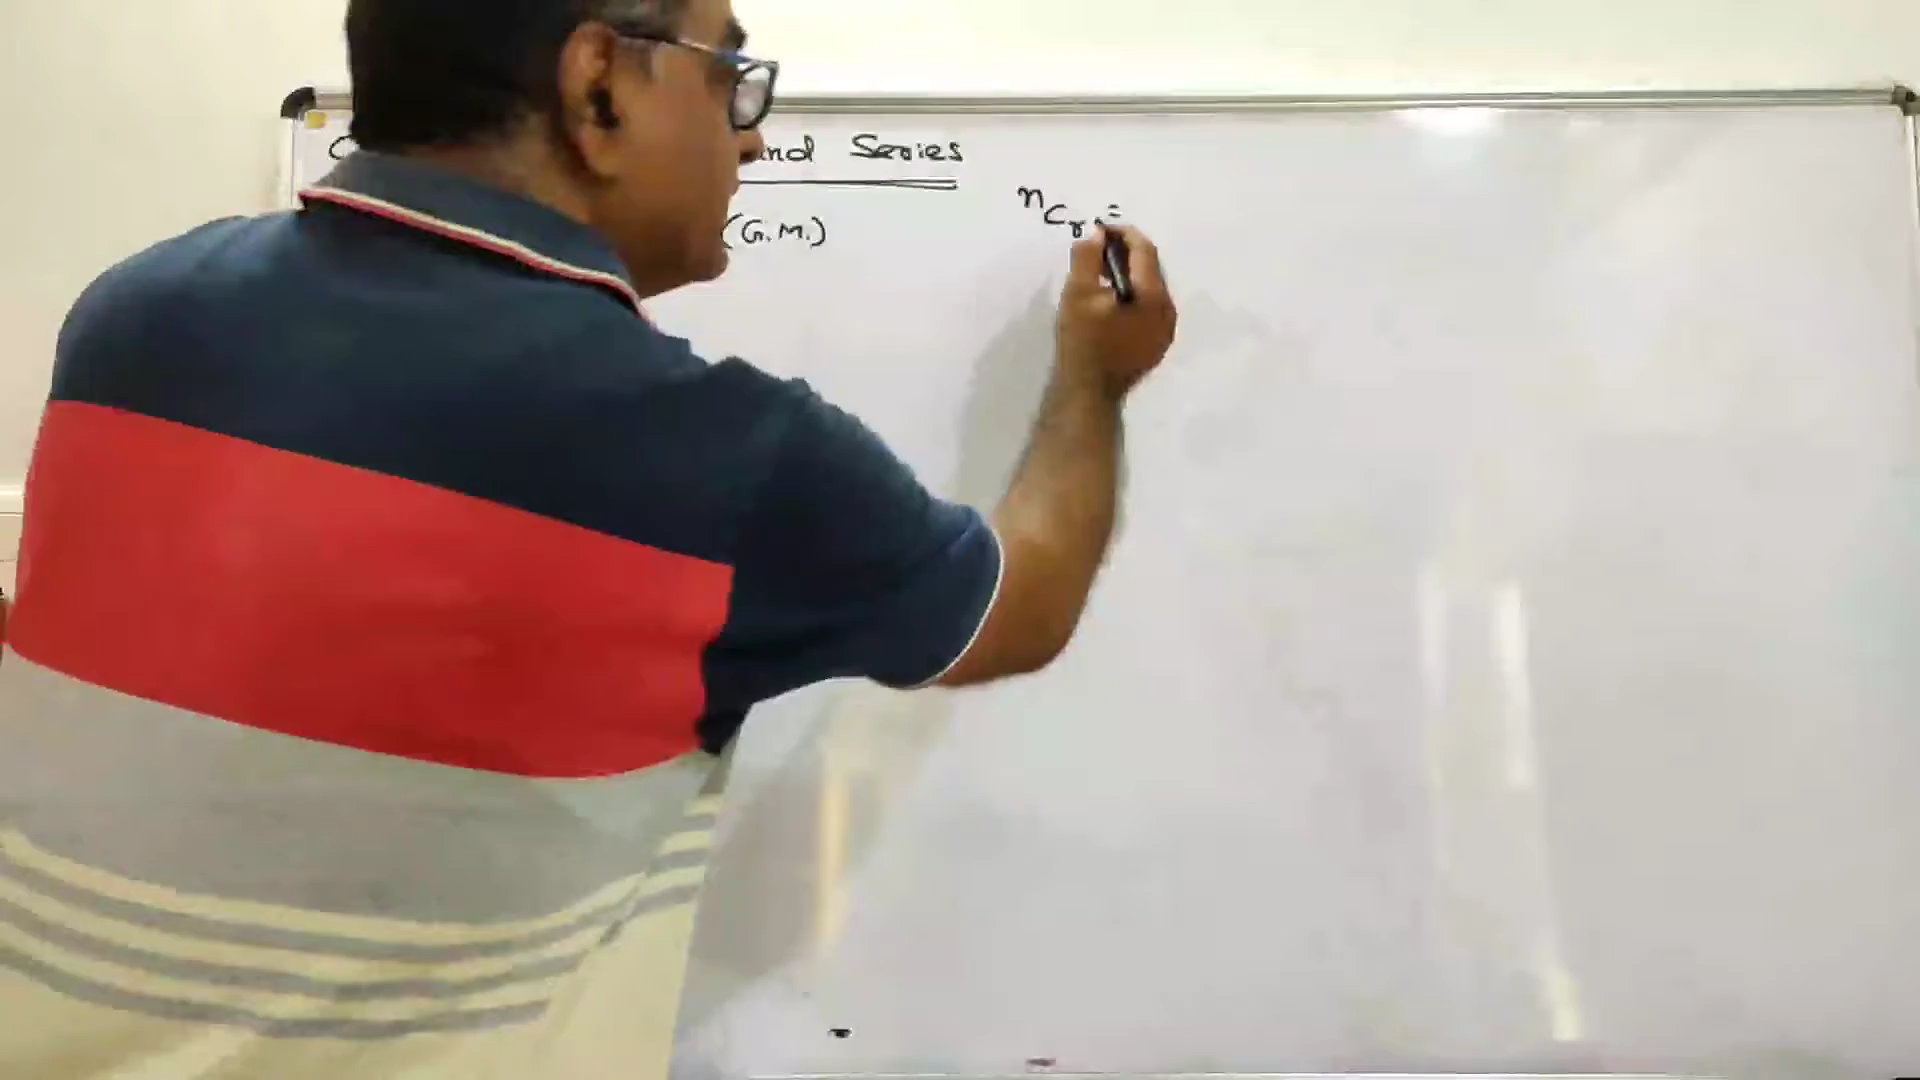 and Series
(G.M.)
nCr =